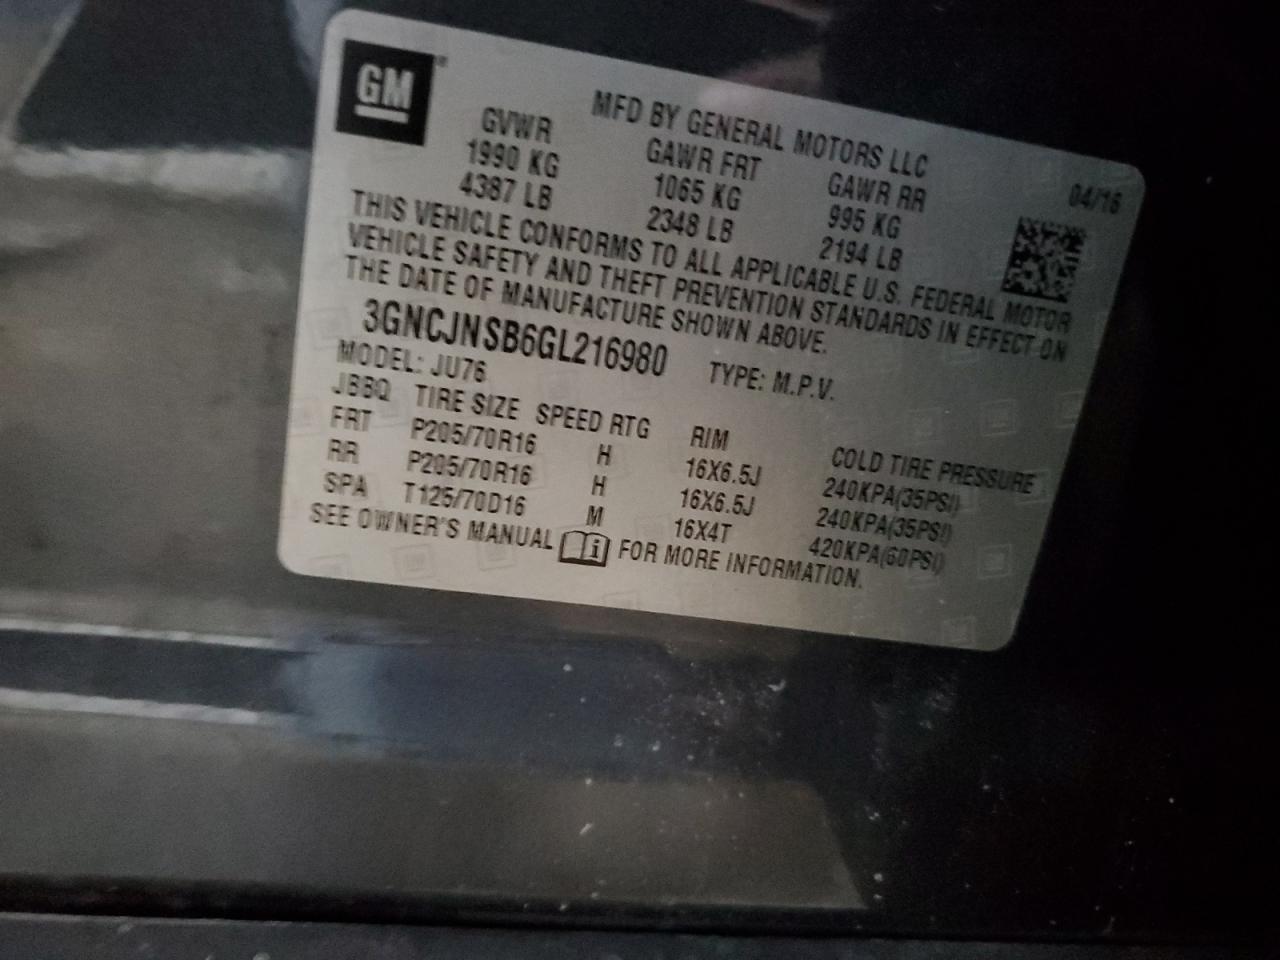 GM
MFD BY GENERAL MOTORS LLC 04/16
GVWR GAWR FRT GAWR RR
1990 KG 1065 KG 995 KG
4387 LB 2348 LB 2194 LB
THIS VEHICLE CONFORMS TO ALL APPLICABLE U.S. FEDERAL MOTOR
VEHICLE SAFETY AND THEFT PREVENTION STANDARDS IN EFFECT ON
THE DATE OF MANUFACTURE SHOWN ABOVE.
3GNCJNSB6GL216980 TYPE: M.P.V.
MODEL: JU76
JBBQ TIRE SIZE SPEED RTG RIM COLD TIRE PRESSURE
FRT P205/70R16 H 16X6.5J 240KPA(35PSI)
RR P205/70R16 H 16X6.5J 240KPA(35PSI)
SPA T125/70D16 M 16X4T 420KPA(60PSI)
SEE OWNER'S MANUAL i FOR MORE INFORMATION.